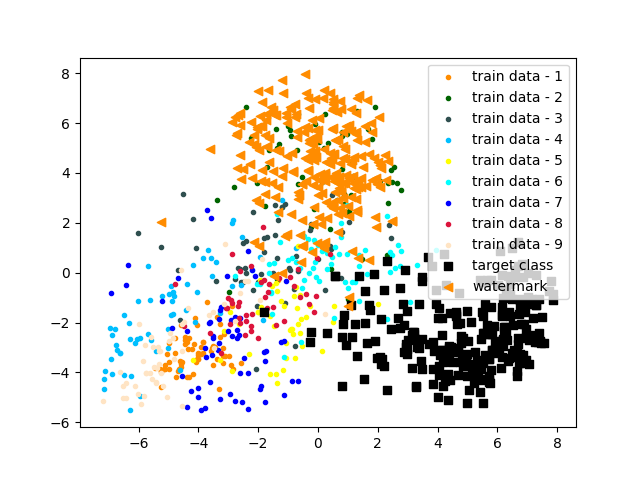 8
6
4
2
0
−2
−4
−6
−6
−4
−2
0
2
4
6
8
train data - 1
train data - 2
train data - 3
train data - 4
train data - 5
train data - 6
train data - 7
train data - 8
train data - 9
target class
watermark